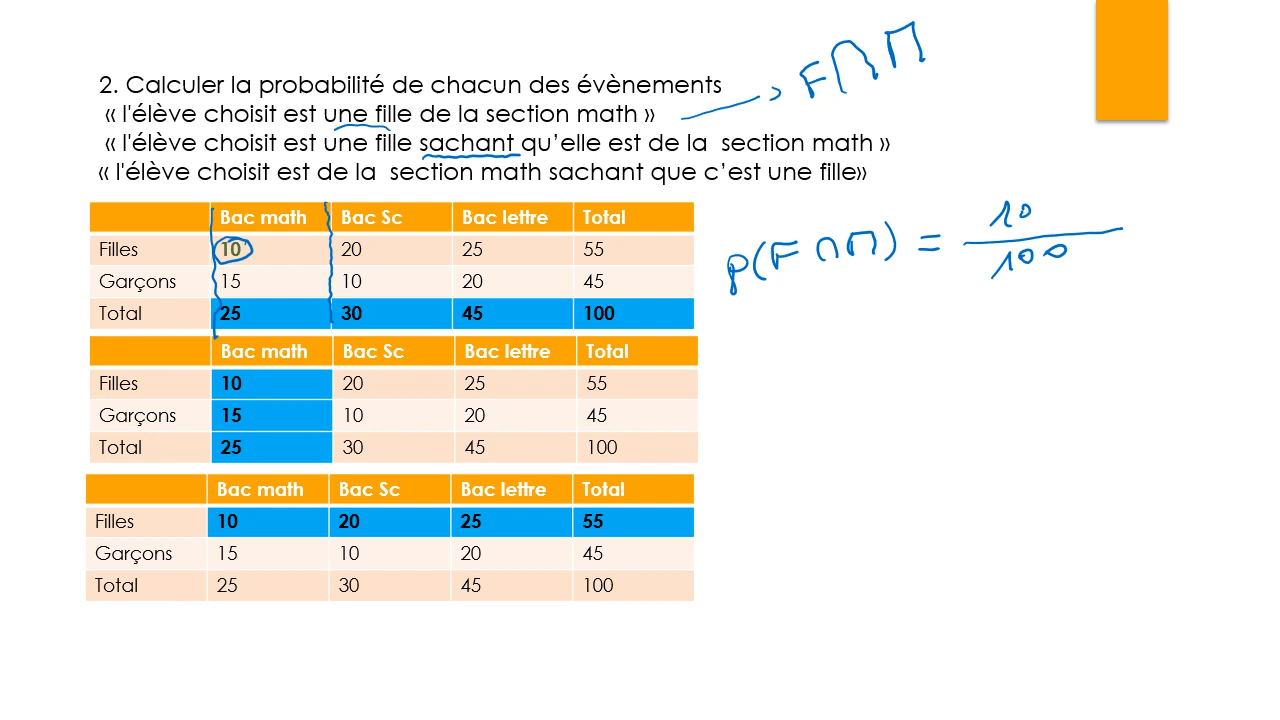 2. Calculer la probabilité de chacun des évènements
« l'élève choisit est une fille de la section math »
« l'élève choisit est une fille sachant qu’elle est de la section math »
« l'élève choisit est de la section math sachant que c’est une fille»
F∩M
Bac math Bac Sc Bac lettre Total
Filles 10 20 25 55
Garçons 15 10 20 45
Total 25 30 45 100
p(F∩M) = 10/100
Bac math Bac Sc Bac lettre Total
Filles 10 20 25 55
Garçons 15 10 20 45
Total 25 30 45 100
Bac math Bac Sc Bac lettre Total
Filles 10 20 25 55
Garçons 15 10 20 45
Total 25 30 45 100